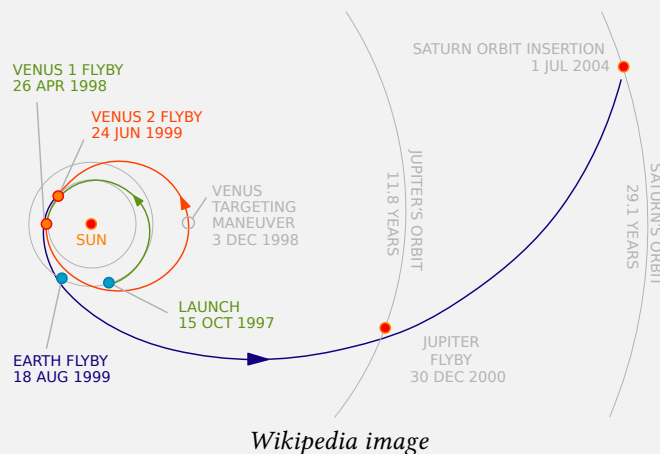 SATURN ORBIT INSERTION
1 JUL 2004
VENUS 1 FLYBY
26 APR 1998
VENUS 2 FLYBY
24 JUN 1999
JUPITER'S ORBIT
11.8 YEARS
SATURN'S ORBIT
29.1 YEARS
VENUS
TARGETING
MANEUVER
3 DEC 1998
SUN
LAUNCH
15 OCT 1997
EARTH FLYBY
18 AUG 1999
JUPITER
FLYBY
30 DEC 2000
Wikipedia image